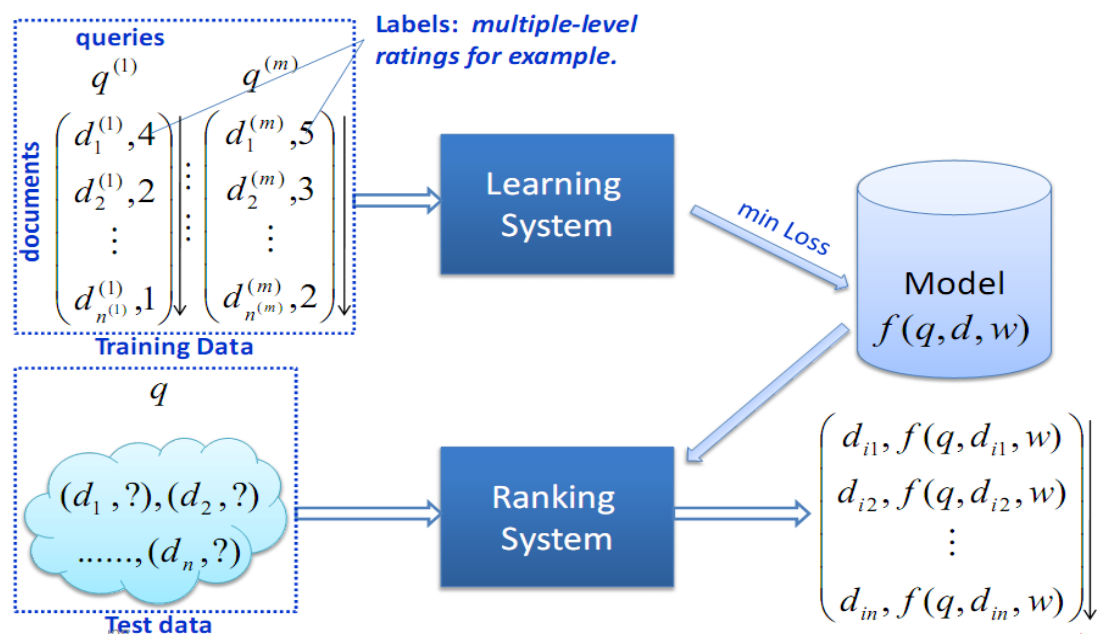 queries
Labels: multiple-level
ratings for example.
q^(1) q^(m)
documents
d_1^(1), 4 ⋮ d_1^(m), 5
d_2^(1), 2 ⋮ d_2^(m), 3
⋮ ⋮
d_{n^(1)}^(1), 1 d_{n^(m)}^(m), 2
Training Data
Learning
System
min Loss
Model
f(q, d, w)
q
(d_1, ?), (d_2, ?)
......, (d_n, ?)
Test data
Ranking
System
d_{i1}, f(q, d_{i1}, w)
d_{i2}, f(q, d_{i2}, w)
⋮
d_{in}, f(q, d_{in}, w)